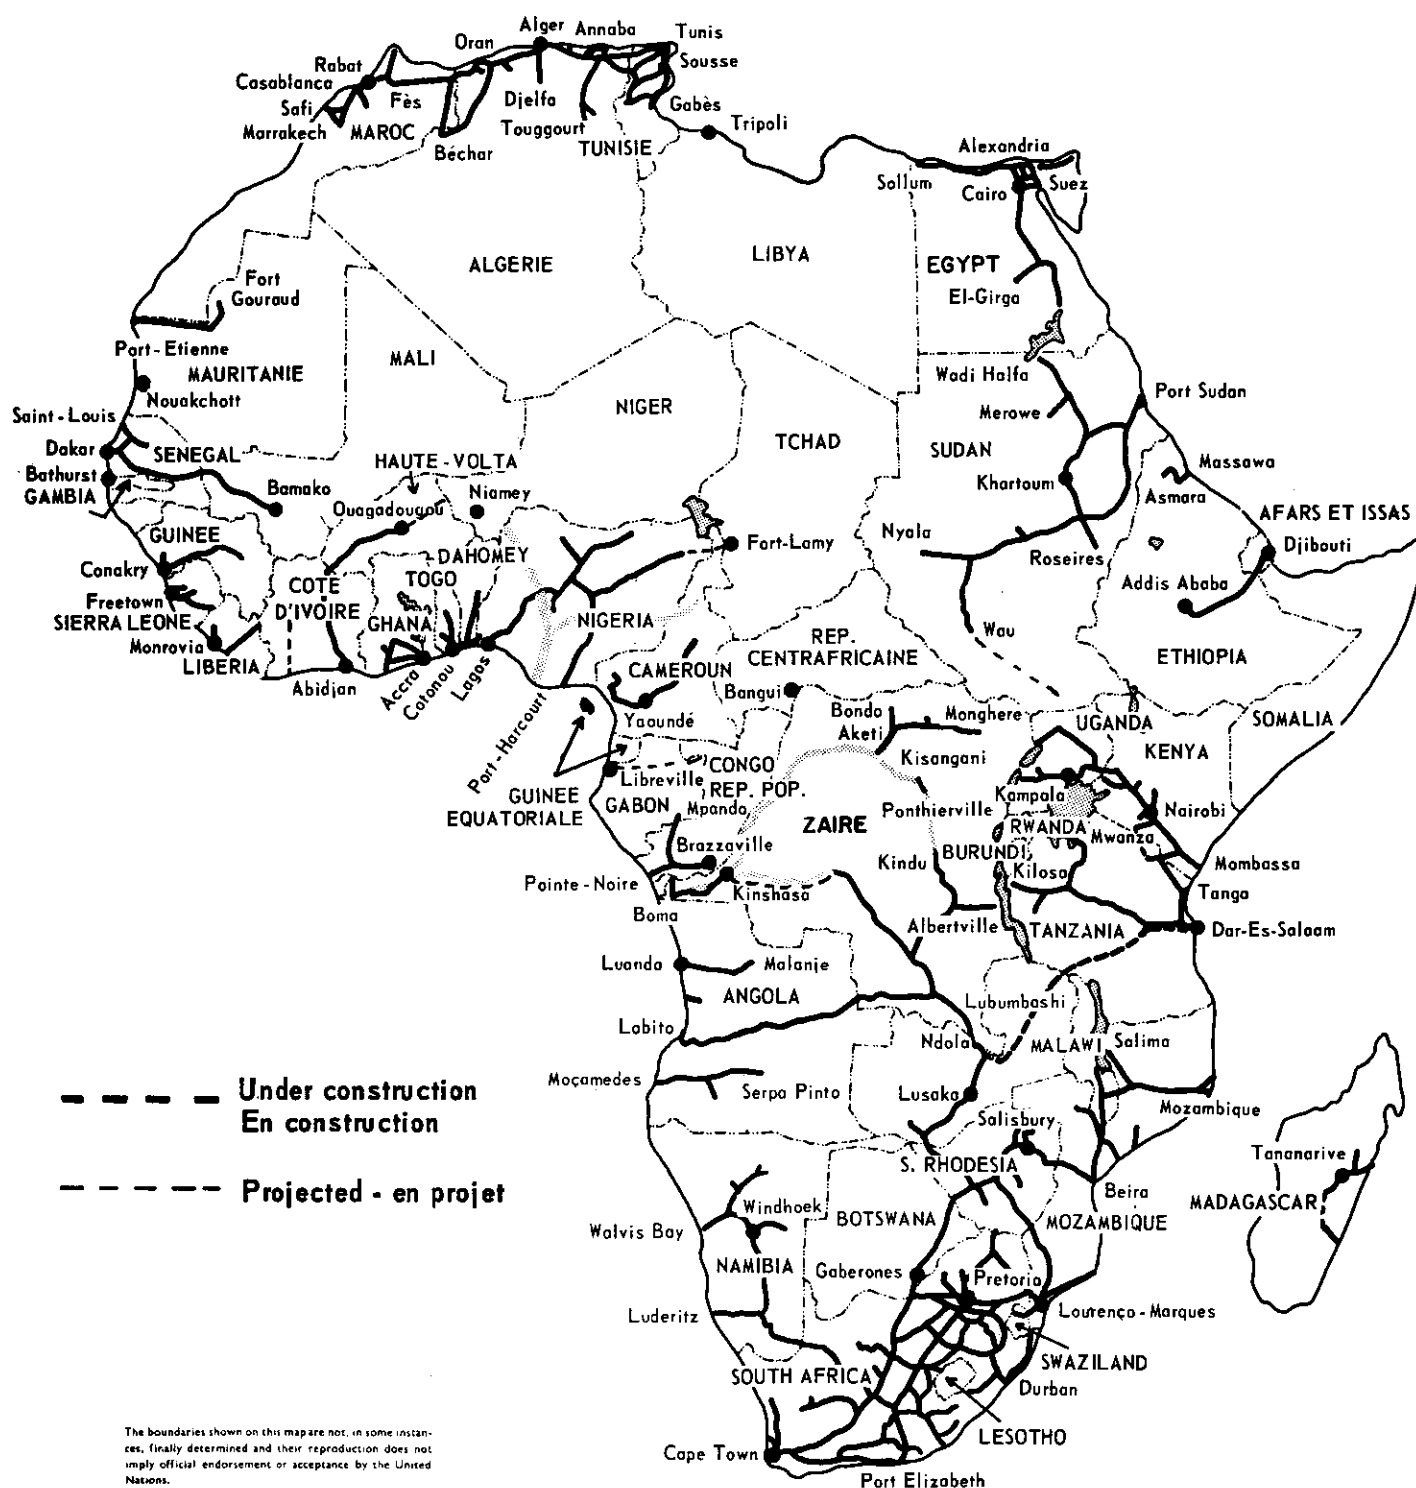 Alger
Annaba
Tunis
Oran
Sousse
Rabat
Casablanca
Fès
Djelfa
Gabès
Safi
Marrakech
MAROC
Touggourt
Tripoli
Béchar
TUNISIE
Alexandria
Sollum
Cairo
Suez
ALGERIE
LIBYA
EGYPT
Fort
Gouraud
El-Girga
Port-Etienne
MAURITANIE
MALI
Wadi Halfa
Nouakchott
NIGER
Merowe
Port Sudan
Saint-Louis
TCHAD
SUDAN
Dakar
SENEGAL
HAUTE-VOLTA
Massawa
Bathurst
GAMBIA
Bamako
Niamey
Khartoum
Asmara
Ouagadougou
AFARS ET ISSAS
GUINEE
DAHOMEY
Fort-Lamy
Nyala
Roseires
Djibouti
Conakry
COTE
D'IVOIRE
TOGO
Addis Ababa
Freetown
SIERRA LEONE
GHANA
NIGERIA
Wau
Monrovia
LIBERIA
REP.
CENTRAFRICAINE
ETHIOPIA
Abidjan
Accra
Cotonou
Lagos
CAMEROUN
Bangui
Port-Harcourt
Yaoundé
Bondo
Aketi
Monghere
UGANDA
SOMALIA
Kisangani
KENYA
Libreville
CONGO
REP. POP.
GUINEE
EQUATORIALE
GABON
Mpanda
Ponthierville
Kampala
Nairobi
ZAIRE
RWANDA
Mwanza
Brazzaville
Kindu
BURUNDI
Kilosa
Mombassa
Pointe-Noire
Kinshasa
Tanga
Boma
Albertville
TANZANIA
Dar-Es-Salaam
Luanda
Malanje
ANGOLA
Lubumbashi
Lobito
Ndola
MALAWI
Salima
Moçamedes
Serpa Pinto
Lusaka
Mozambique
Salisbury
Under construction
En construction
Tananarive
S. RHODESIA
Projected - en projet
Beira
MADAGASCAR
Windhoek
BOTSWANA
MOZAMBIQUE
Walvis Bay
NAMIBIA
Gaberones
Pretoria
Luderitz
Lourenço-Marques
SWAZILAND
SOUTH AFRICA
Durban
LESOTHO
Cape Town
Port Elizabeth
The boundaries shown on this map are not, in some instan-
ces, finally determined and their reproduction does not
imply official endorsement or acceptance by the United
Nations.